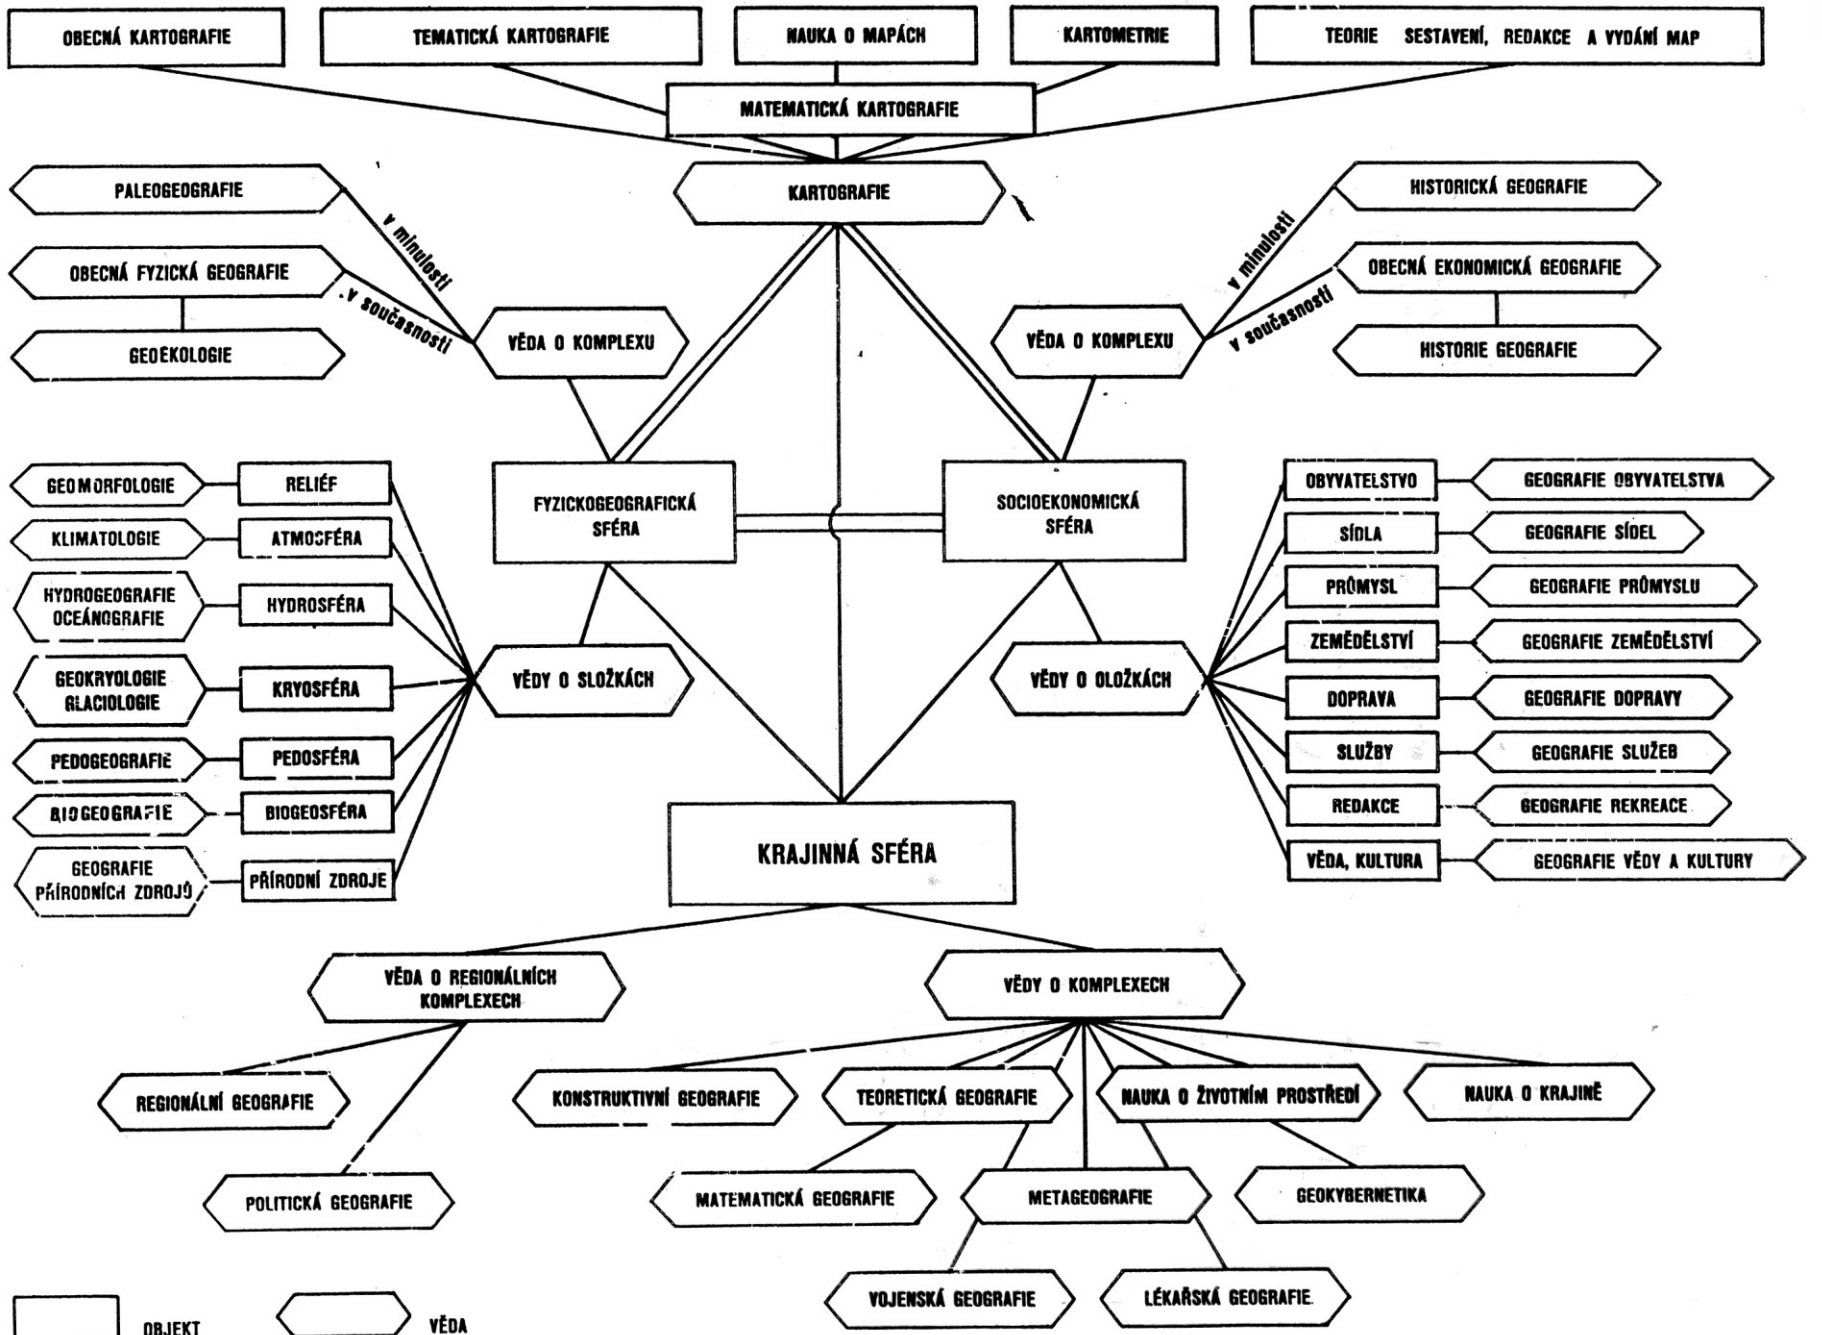 OBECNÁ KARTOGRAFIE
TEMATICKÁ KARTOGRAFIE
NAUKA O MAPÁCH
KARTOMETRIE
TEORIE SESTAVENÍ, REDAKCE A VYDÁNÍ MAP
MATEMATICKÁ KARTOGRAFIE
KARTOGRAFIE
PALEOGEOGRAFIE
v minulosti
OBECNÁ FYZICKÁ GEOGRAFIE
v současnosti
GEOEKOLOGIE
VĚDA O KOMPLEXU
HISTORICKÁ GEOGRAFIE
v minulosti
OBECNÁ EKONOMICKÁ GEOGRAFIE
v současnosti
HISTORIE GEOGRAFIE
VĚDA O KOMPLEXU
FYZICKOGEOGRAFICKÁ
SFÉRA
SOCIOEKONOMICKÁ
SFÉRA
GEOMORFOLOGIE
RELIÉF
KLIMATOLOGIE
ATMOSFÉRA
HYDROGEOGRAFIE
OCEÁNOGRAFIE
HYDROSFÉRA
GEOKRYOLOGIE
GLACIOLOGIE
KRYOSFÉRA
PEDOGEOGRAFIE
PEDOSFÉRA
BIOGEOGRAFIE
BIOGEOSFÉRA
GEOGRAFIE
PŘÍRODNÍCH ZDROJŮ
PŘÍRODNÍ ZDROJE
VĚDY O SLOŽKÁCH
VĚDY O OLOŽKÁCH
OBYVATELSTVO
GEOGRAFIE OBYVATELSTVA
SÍDLA
GEOGRAFIE SÍDEL
PRŮMYSL
GEOGRAFIE PRŮMYSLU
ZEMĚDĚLSTVÍ
GEOGRAFIE ZEMĚDĚLSTVÍ
DOPRAVA
GEOGRAFIE DOPRAVY
SLUŽBY
GEOGRAFIE SLUŽEB
REDAKCE
GEOGRAFIE REKREACE
VĚDA, KULTURA
GEOGRAFIE VĚDY A KULTURY
KRAJINNÁ SFÉRA
VĚDA O REGIONÁLNÍCH
KOMPLEXECH
VĚDY O KOMPLEXECH
REGIONÁLNÍ GEOGRAFIE
KONSTRUKTIVNÍ GEOGRAFIE
TEORETICKÁ GEOGRAFIE
NAUKA O ŽIVOTNÍM PROSTŘEDÍ
NAUKA O KRAJINĚ
POLITICKÁ GEOGRAFIE
MATEMATICKÁ GEOGRAFIE
METAGEOGRAFIE
GEOKYBERNETIKA
VOJENSKÁ GEOGRAFIE
LÉKAŘSKÁ GEOGRAFIE.
OBJEKT
VĚDA